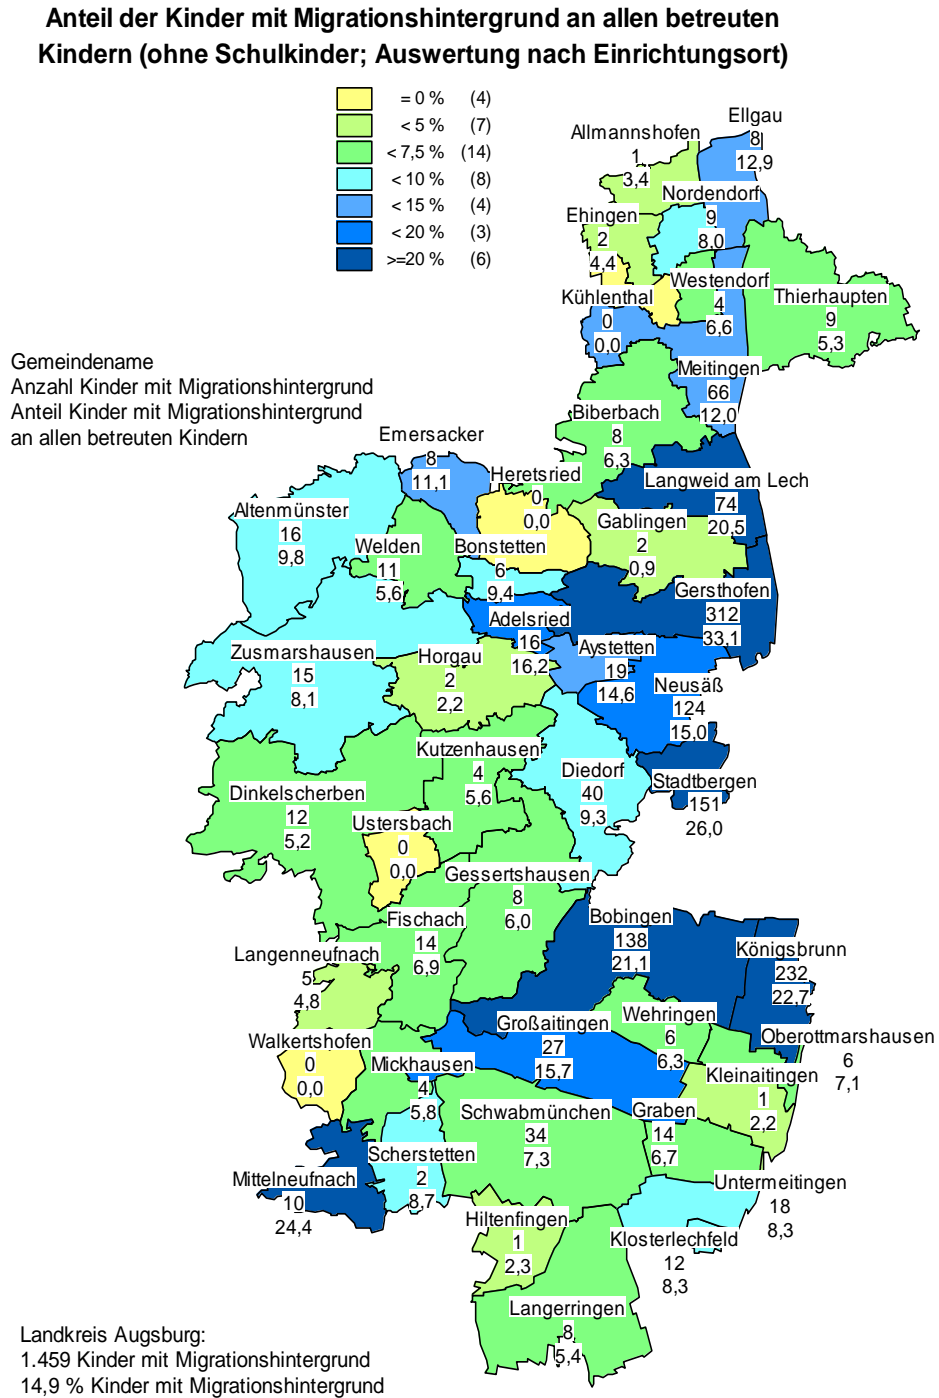 Anteil der Kinder mit Migrationshintergrund an allen betreuten
Kindern (ohne Schulkinder; Auswertung nach Einrichtungsort)
= 0 % (4)
< 5 % (7)
< 7,5 % (14)
< 10 % (8)
< 15 % (4)
< 20 % (3)
>=20 % (6)
Gemeindename
Anzahl Kinder mit Migrationshintergrund
Anteil Kinder mit Migrationshintergrund
an allen betreuten Kindern
Ellgau
8
12,9
Allmannshofen
1
3,4
Nordendorf
9
8,0
Ehingen
2
4,4
Westendorf
4
6,6
Kühlenthal
0
0,0
Thierhaupten
9
5,3
Meitingen
66
12,0
Biberbach
8
6,3
Emersacker
8
11,1
Heretsried
0
0,0
Langweid am Lech
74
20,5
Altenmünster
16
9,8
Gablingen
2
0,9
Welden
11
5,6
Bonstetten
6
9,4
Gersthofen
312
33,1
Adelsried
16
16,2
Aystetten
19
14,6
Zusmarshausen
15
8,1
Horgau
2
2,2
Neusäß
124
15,0
Kutzenhausen
4
5,6
Diedorf
40
9,3
Stadtbergen
151
26,0
Dinkelscherben
12
5,2
Ustersbach
0
0,0
Gessertshausen
8
6,0
Fischach
14
6,9
Bobingen
138
21,1
Königsbrunn
232
22,7
Langenneufnach
5
4,8
Großaitingen
27
15,7
Wehringen
6
6,3
Oberottmarshausen
6
7,1
Walkertshofen
0
0,0
Mickhausen
4
5,8
Kleinaitingen
1
2,2
Schwabmünchen
34
7,3
Graben
14
6,7
Scherstetten
2
8,7
Mittelneufnach
10
24,4
Untermeitingen
18
8,3
Hiltenfingen
1
2,3
Klosterlechfeld
12
8,3
Langerringen
8
5,4
Landkreis Augsburg:
1.459 Kinder mit Migrationshintergrund
14,9 % Kinder mit Migrationshintergrund